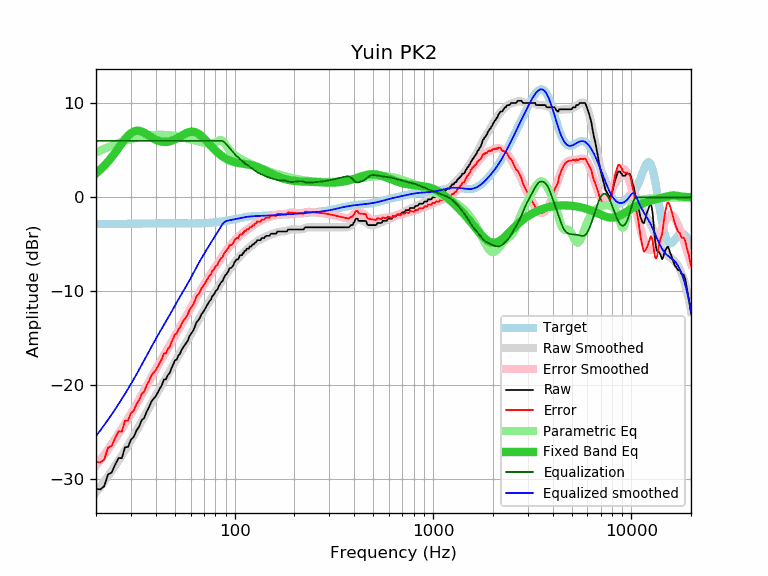 Yuin PK2
Amplitude (dBr)
10
0
−10
−20
−30
100
1000
10000
Frequency (Hz)
Target
Raw Smoothed
Error Smoothed
Raw
Error
Parametric Eq
Fixed Band Eq
Equalization
Equalized smoothed